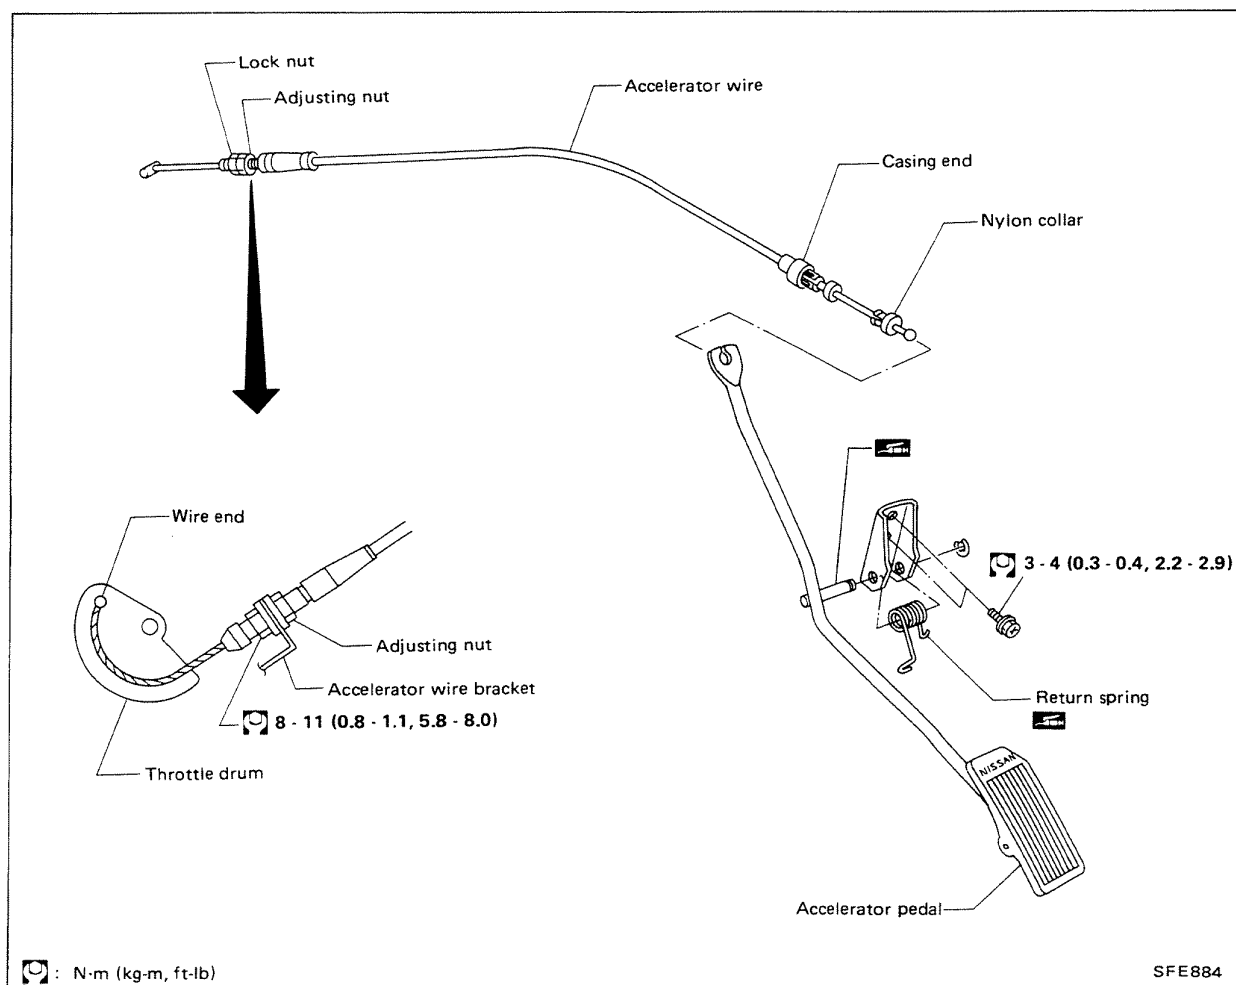 Lock nut
Adjusting nut
Accelerator wire
Casing end
Nylon collar
Wire end
3 - 4 (0.3 - 0.4, 2.2 - 2.9)
Adjusting nut
Accelerator wire bracket
8 - 11 (0.8 - 1.1, 5.8 - 8.0)
Return spring
Throttle drum
NISSAN
Accelerator pedal
: N·m (kg-m, ft-lb)
SFE884